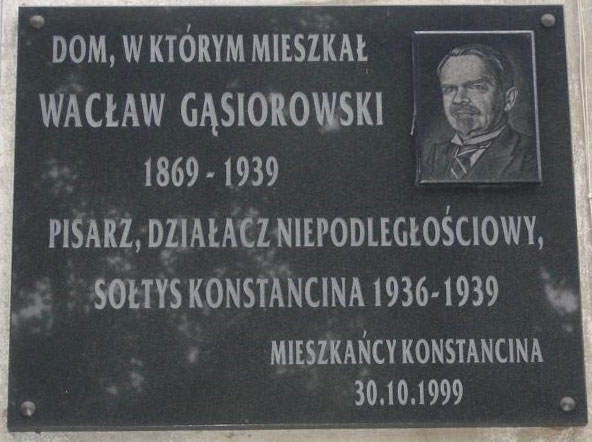 DOM, W KTÓRYM MIESZKAŁ
WACŁAW GĄSIOROWSKI
1869 - 1939
PISARZ, DZIAŁACZ NIEPODLEGŁOŚCIOWY,
SOŁTYS KONSTANCINA 1936-1939
MIESZKAŃCY KONSTANCINA
30.10.1999